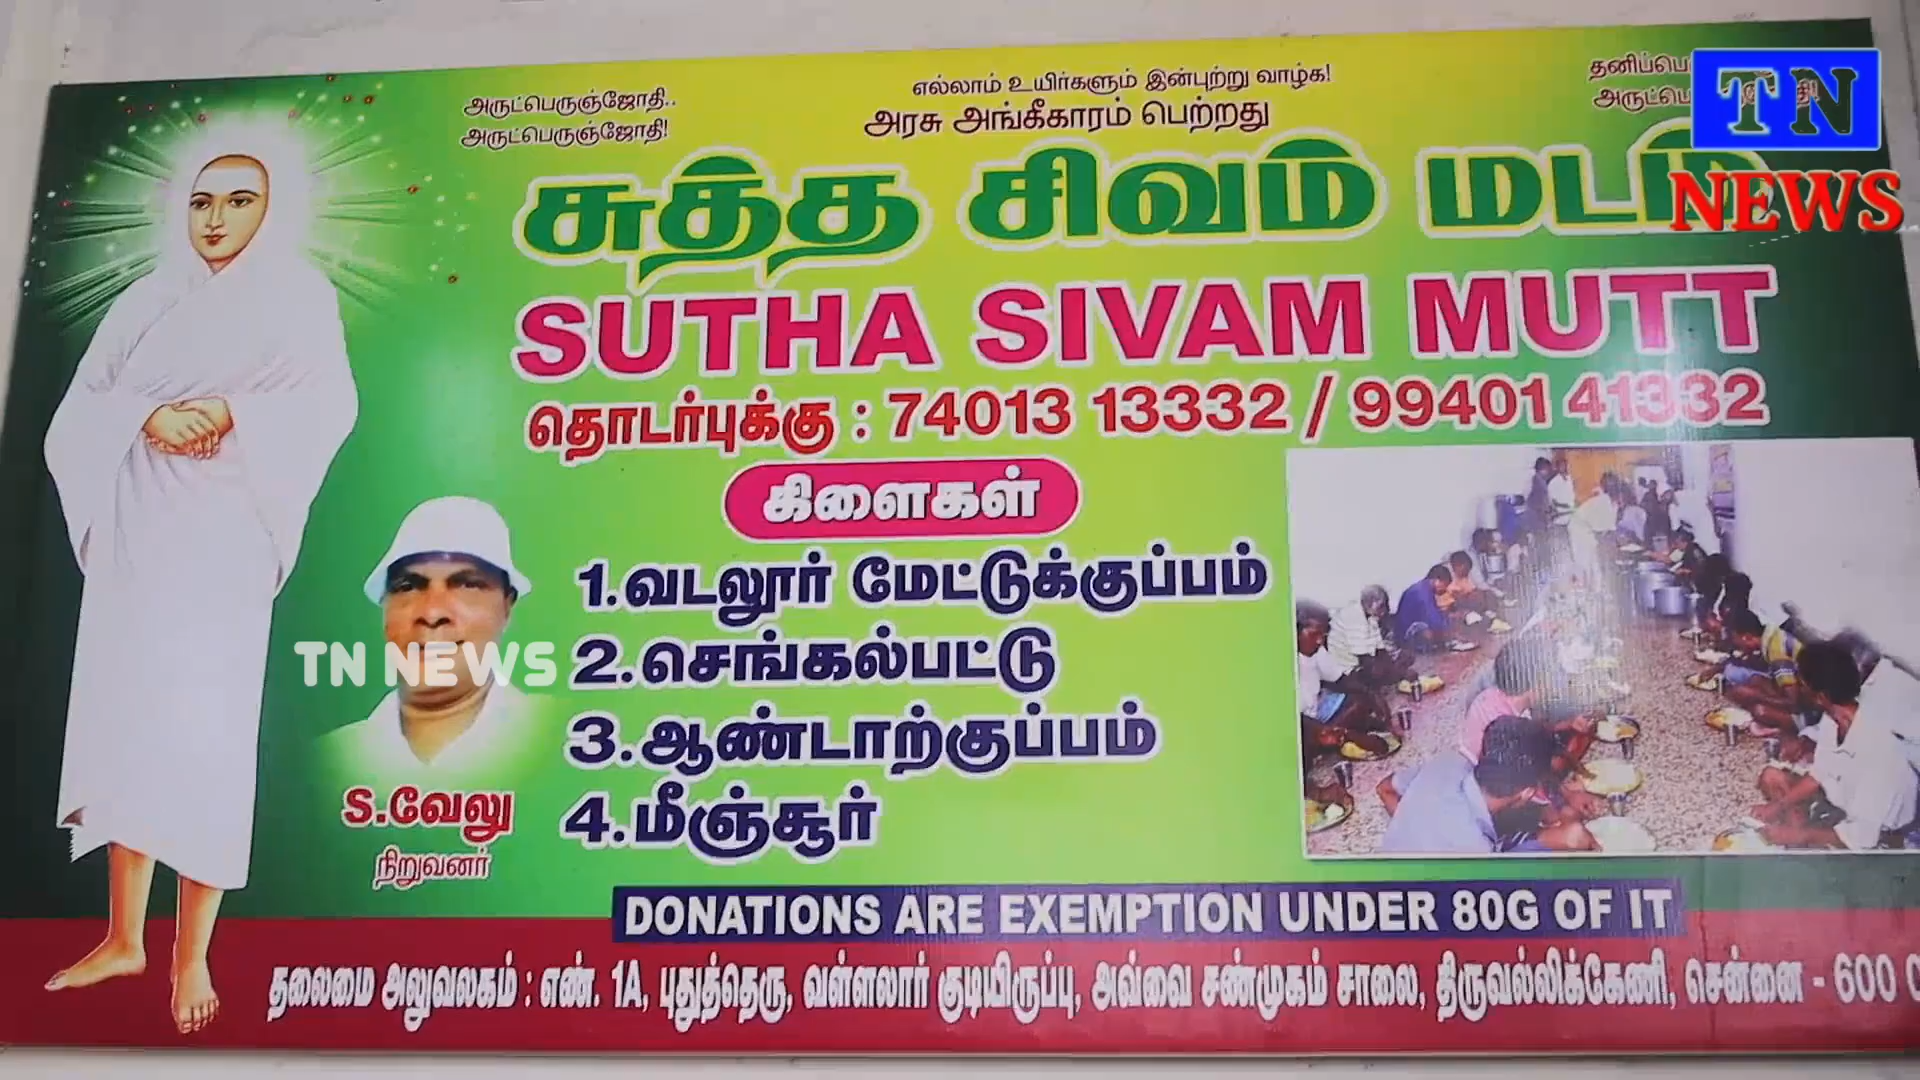 அருட்பெருஞ்ஜோதி..
அருட்பெருஞ்ஜோதி!
எல்லாம் உயிர்களும் இன்புற்று வாழ்க!
அரசு அங்கீகாரம் பெற்றது
TN
NEWS
சுத்த சிவம் மடம்
SUTHA SIVAM MUTT
தொடர்புக்கு : 74013 13332 / 99401 41332
கிளைகள்
1.வடலூர் மேட்டுக்குப்பம்
2.செங்கல்பட்டு
3.ஆண்டாற்குப்பம்
4.மீஞ்சூர்
TN NEWS
S.வேலு
நிறுவனர்
DONATIONS ARE EXEMPTION UNDER 80G OF IT
தலைமை அலுவலகம் : எண். 1A, புதுத்தெரு, வள்ளலார் குடியிருப்பு, அவ்வை சண்முகம் சாலை, திருவல்லிக்கேணி, சென்னை - 600